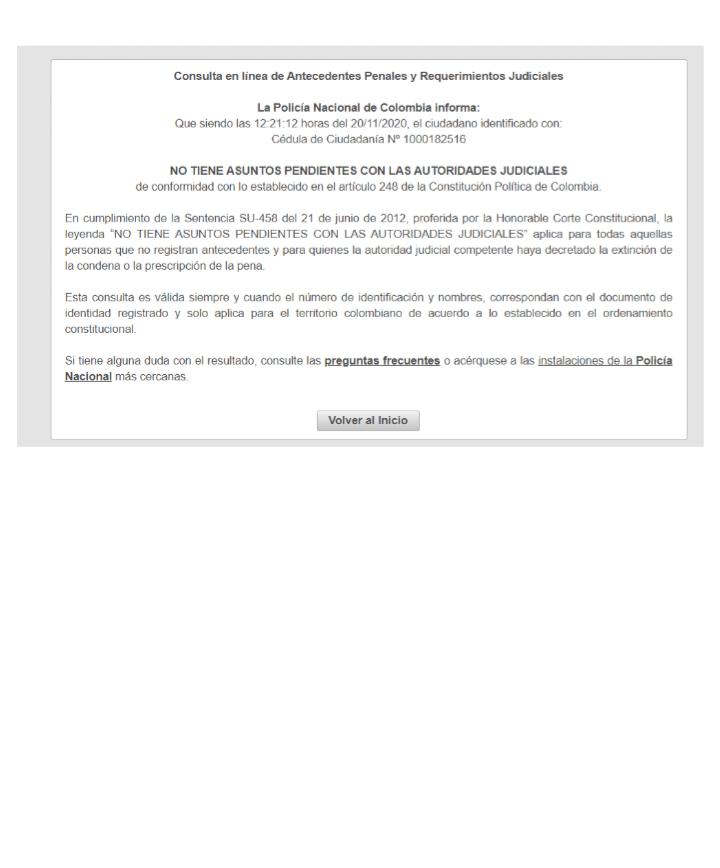 Consulta en línea de Antecedentes Penales y Requerimientos Judiciales
La Policía Nacional de Colombia informa:
Que siendo las 12:21:12 horas del 20/11/2020, el ciudadano identificado con:
Cédula de Ciudadanía Nº 1000182516
NO TIENE ASUNTOS PENDIENTES CON LAS AUTORIDADES JUDICIALES
de conformidad con lo establecido en el artículo 248 de la Constitución Política de Colombia.
En cumplimiento de la Sentencia SU-458 del 21 de junio de 2012, proferida por la Honorable Corte Constitucional, la
leyenda “NO TIENE ASUNTOS PENDIENTES CON LAS AUTORIDADES JUDICIALES” aplica para todas aquellas
personas que no registran antecedentes y para quienes la autoridad judicial competente haya decretado la extinción de
la condena o la prescripción de la pena.
Esta consulta es válida siempre y cuando el número de identificación y nombres, correspondan con el documento de
identidad registrado y solo aplica para el territorio colombiano de acuerdo a lo establecido en el ordenamiento
constitucional.
Si tiene alguna duda con el resultado, consulte las preguntas frecuentes o acérquese a las instalaciones de la Policía
Nacional más cercanas.
Volver al Inicio